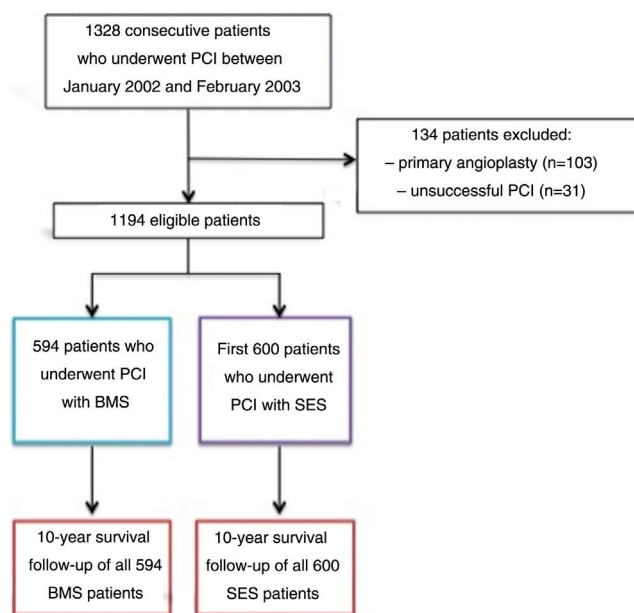 1328 consecutive patients
who underwent PCI between
January 2002 and February 2003
134 patients excluded:
– primary angioplasty (n=103)
– unsuccessful PCI (n=31)
1194 eligible patients
594 patients who
underwent PCI
with BMS
First 600 patients
who underwent
PCI with SES
10-year survival
follow-up of all 594
BMS patients
10-year survival
follow-up of all 600
SES patients